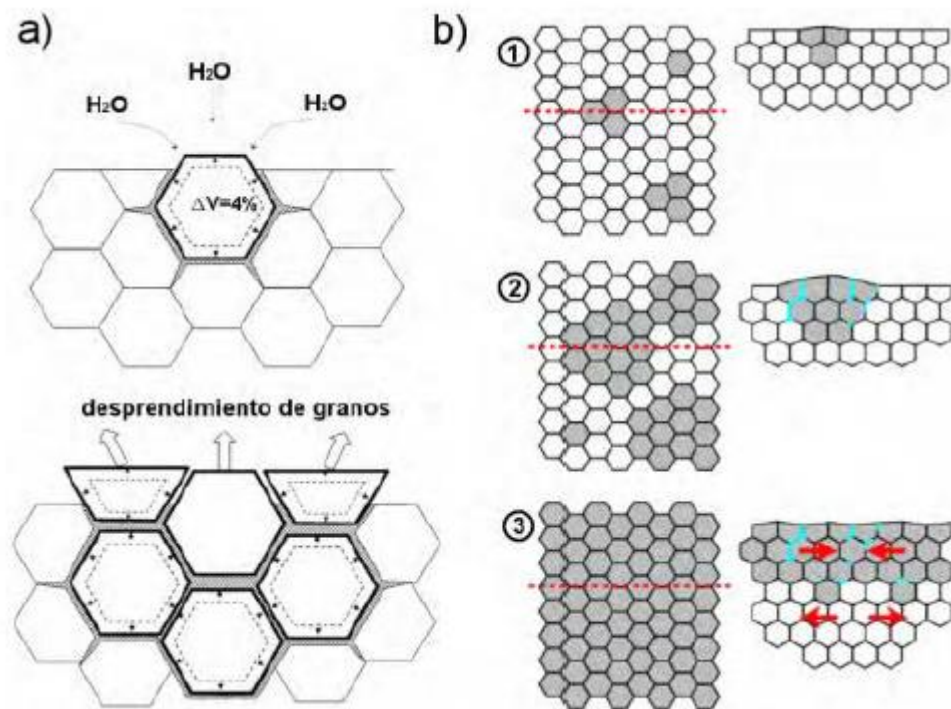 a)
H₂O
H₂O
H₂O
ΔV=4%
desprendimiento de granos
b)
1
2
3